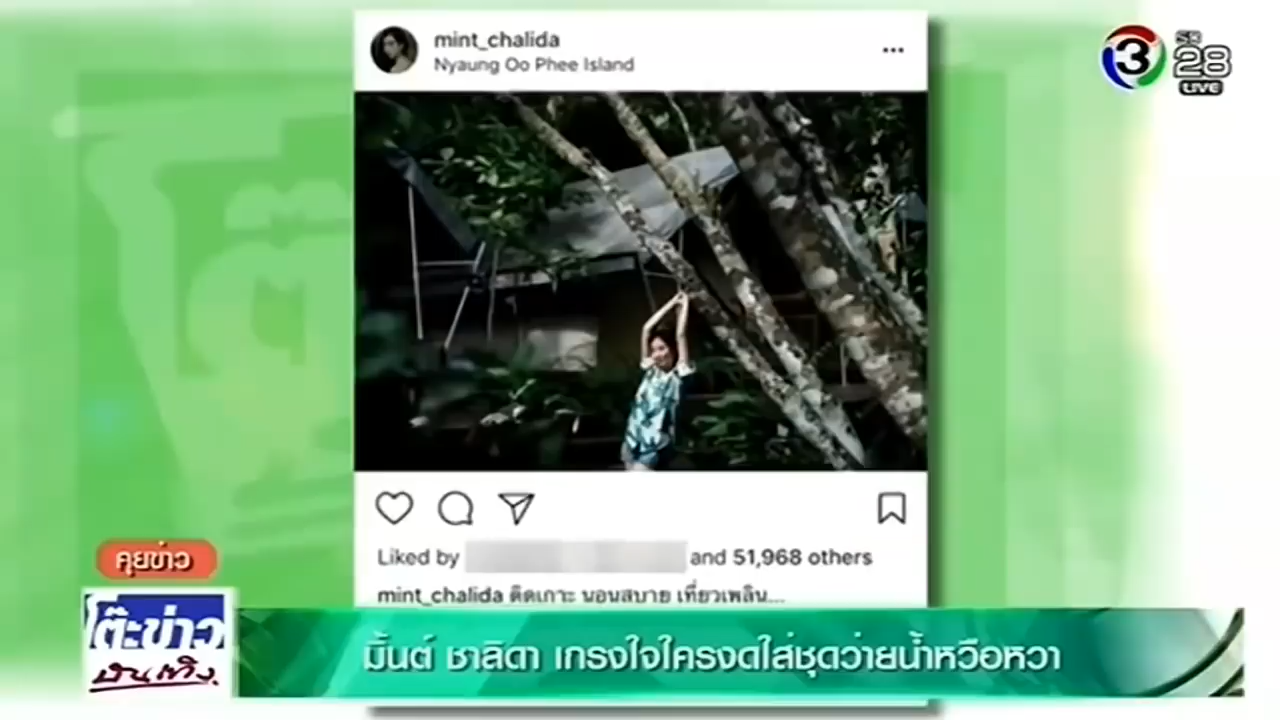 mint_chalida
Nyaung Oo Phee Island
3
SD
28
LIVE
Liked by
and 51,968 others
mint_chalida ติดเกาะ นอนสบาย เที่ยวเพลิน...
คุยข่าว
โต๊ะข่าว
บันเทิง.
มิ้นต์ ชาลิดา เกรงใจใครงดใส่ชุดว่ายน้ำหวือหวา